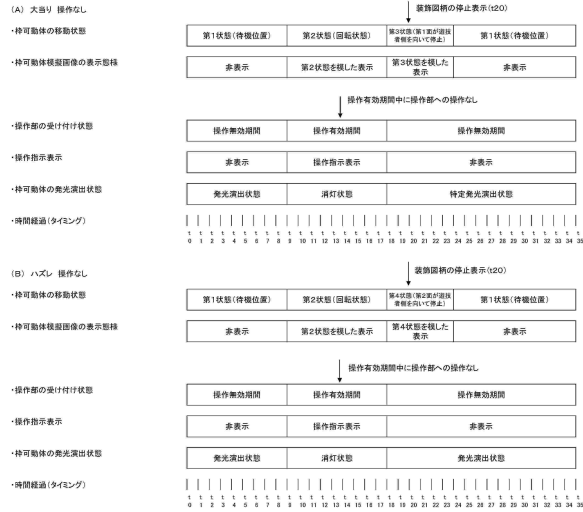 (A) 大当り 操作なし
装飾図柄の停止表示(t20)
・枠可動体の移動状態
第1状態(待機位置) 第2状態(回転状態) 第3状態(第1面が遊技者側を向いて停止) 第1状態(待機位置)
・枠可動体模擬画像の表示態様
非表示 第2状態を模した表示 第3状態を模した表示 非表示
操作有効期間中に操作部への操作なし
・操作部の受け付け状態
操作無効期間 操作有効期間 操作無効期間
・操作指示表示
非表示 操作指示表示 非表示
・枠可動体の発光演出状態
発光演出状態 消灯状態 特定発光演出状態
・時間経過(タイミング)
t t t t t t t t t t t t t t t t t t t t t t t t t t t t t t t t t t t t
0 1 2 3 4 5 6 7 8 9 10 11 12 13 14 15 16 17 18 19 20 21 22 23 24 25 26 27 28 29 30 31 32 33 34 35
(B) ハズレ 操作なし
装飾図柄の停止表示(t20)
・枠可動体の移動状態
第1状態(待機位置) 第2状態(回転状態) 第4状態(第2面が遊技者側を向いて停止) 第1状態(待機位置)
・枠可動体模擬画像の表示態様
非表示 第2状態を模した表示 第4状態を模した表示 非表示
操作有効期間中に操作部への操作なし
・操作部の受け付け状態
操作無効期間 操作有効期間 操作無効期間
・操作指示表示
非表示 操作指示表示 非表示
・枠可動体の発光演出状態
発光演出状態 消灯状態 発光演出状態
・時間経過(タイミング)
t t t t t t t t t t t t t t t t t t t t t t t t t t t t t t t t t t t t
0 1 2 3 4 5 6 7 8 9 10 11 12 13 14 15 16 17 18 19 20 21 22 23 24 25 26 27 28 29 30 31 32 33 34 35